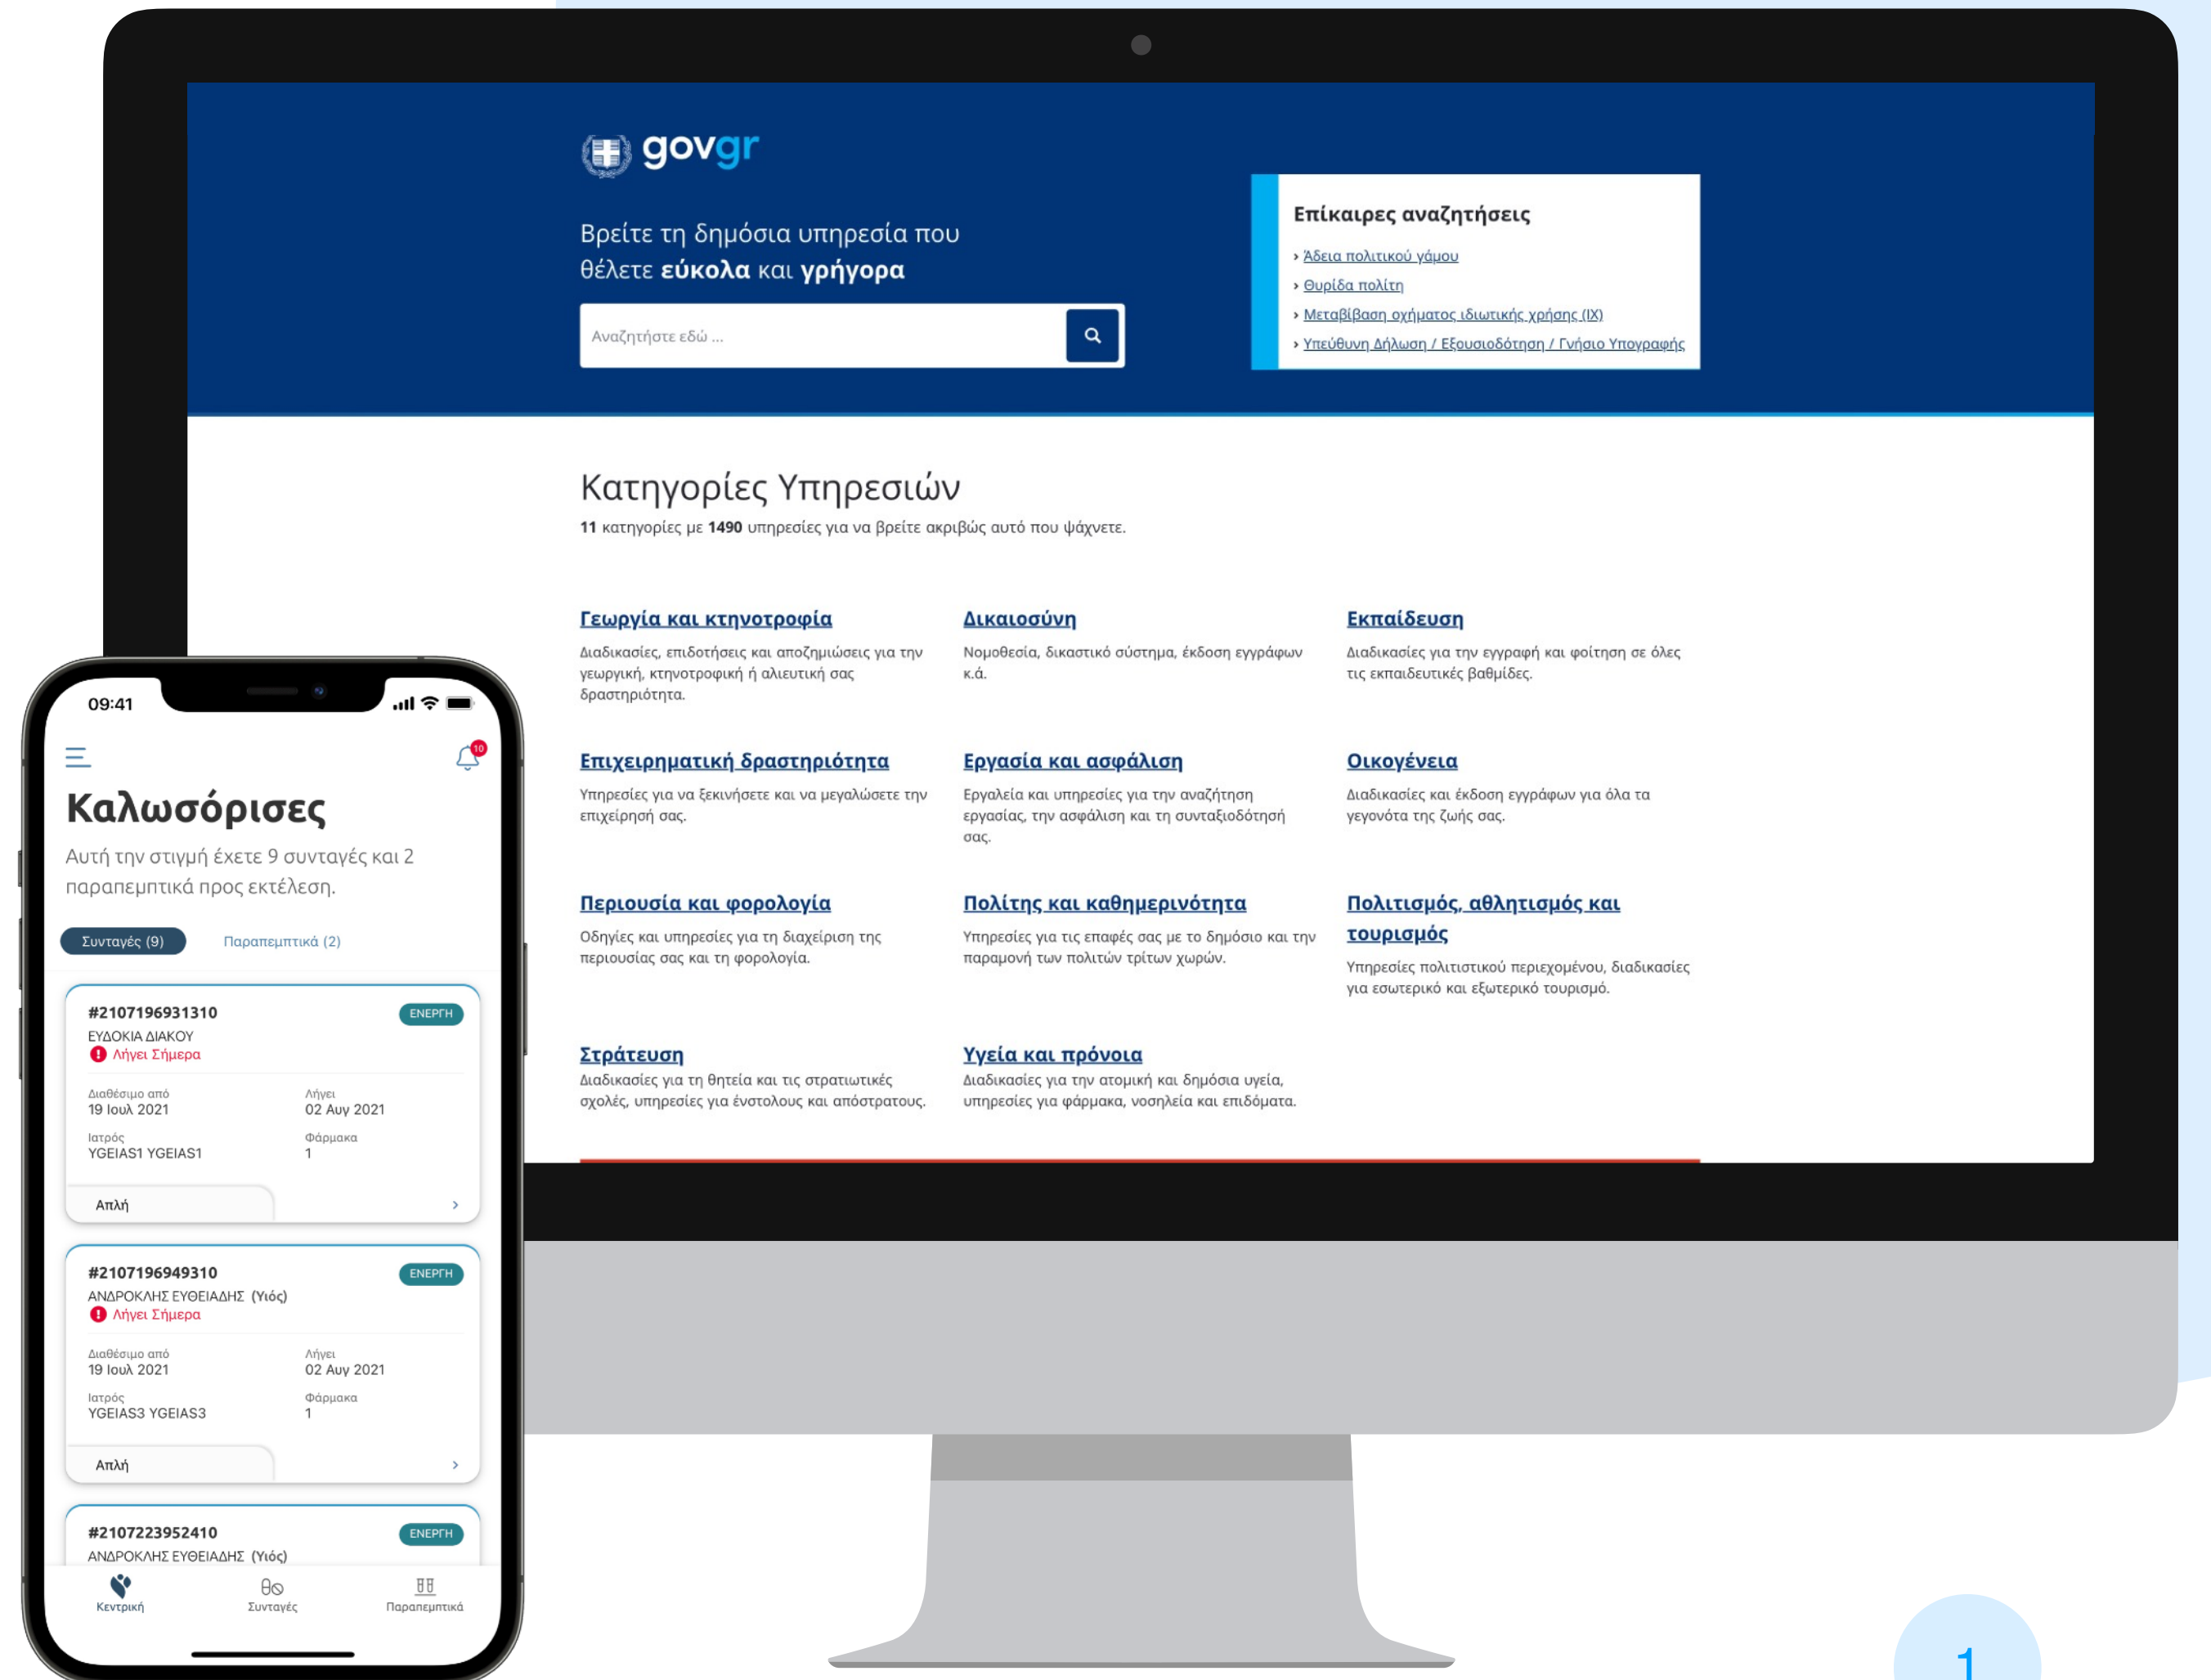 govgr
Βρείτε τη δημόσια υπηρεσία που
θέλετε εύκολα και γρήγορα
Αναζητήστε εδώ ...
Επίκαιρες αναζητήσεις
› Άδεια πολιτικού γάμου
› Θυρίδα πολίτη
› Μεταβίβαση οχήματος ιδιωτικής χρήσης (ΙΧ)
› Υπεύθυνη Δήλωση / Εξουσιοδότηση / Γνήσιο Υπογραφής
Κατηγορίες Υπηρεσιών
11 κατηγορίες με 1490 υπηρεσίες για να βρείτε ακριβώς αυτό που ψάχνετε.
Γεωργία και κτηνοτροφία
Διαδικασίες, επιδοτήσεις και αποζημιώσεις για την
γεωργική, κτηνοτροφική ή αλιευτική σας
δραστηριότητα.
Δικαιοσύνη
Νομοθεσία, δικαστικό σύστημα, έκδοση εγγράφων
κ.ά.
Εκπαίδευση
Διαδικασίες για την εγγραφή και φοίτηση σε όλες
τις εκπαιδευτικές βαθμίδες.
Επιχειρηματική δραστηριότητα
Υπηρεσίες για να ξεκινήσετε και να μεγαλώσετε την
επιχείρησή σας.
Εργασία και ασφάλιση
Εργαλεία και υπηρεσίες για την αναζήτηση
εργασίας, την ασφάλιση και τη συνταξιοδότησή
σας.
Οικογένεια
Διαδικασίες και έκδοση εγγράφων για όλα τα
γεγονότα της ζωής σας.
Περιουσία και φορολογία
Οδηγίες και υπηρεσίες για τη διαχείριση της
περιουσίας σας και τη φορολογία.
Πολίτης και καθημερινότητα
Υπηρεσίες για τις επαφές σας με το δημόσιο και την
παραμονή των πολιτών τρίτων χωρών.
Πολιτισμός, αθλητισμός και
τουρισμός
Υπηρεσίες πολιτιστικού περιεχομένου, διαδικασίες
για εσωτερικό και εξωτερικό τουρισμό.
Στράτευση
Διαδικασίες για τη θητεία και τις στρατιωτικές
σχολές, υπηρεσίες για ένστολους και απόστρατους.
Υγεία και πρόνοια
Διαδικασίες για την ατομική και δημόσια υγεία,
υπηρεσίες για φάρμακα, νοσηλεία και επιδόματα.
09:41
10
Καλωσόρισες
Αυτή την στιγμή έχετε 9 συνταγές και 2
παραπεμπτικά προς εκτέλεση.
Συνταγές (9) Παραπεμπτικά (2)
#2107196931310 ΕΝΕΡΓΗ
ΕΥΔΟΚΙΑ ΔΙΑΚΟΥ
Λήγει Σήμερα
Διαθέσιμο από Λήγει
19 Ιουλ 2021 02 Αυγ 2021
Ιατρός Φάρμακα
YGEIAS1 YGEIAS1 1
Απλή
#2107196949310 ΕΝΕΡΓΗ
ΑΝΔΡΟΚΛΗΣ ΕΥΘΕΙΑΔΗΣ (Υιός)
Λήγει Σήμερα
Διαθέσιμο από Λήγει
19 Ιουλ 2021 02 Αυγ 2021
Ιατρός Φάρμακα
YGEIAS3 YGEIAS3 1
Απλή
#2107223952410 ΕΝΕΡΓΗ
ΑΝΔΡΟΚΛΗΣ ΕΥΘΕΙΑΔΗΣ (Υιός)
Κεντρική Συνταγές Παραπεμπτικά
1